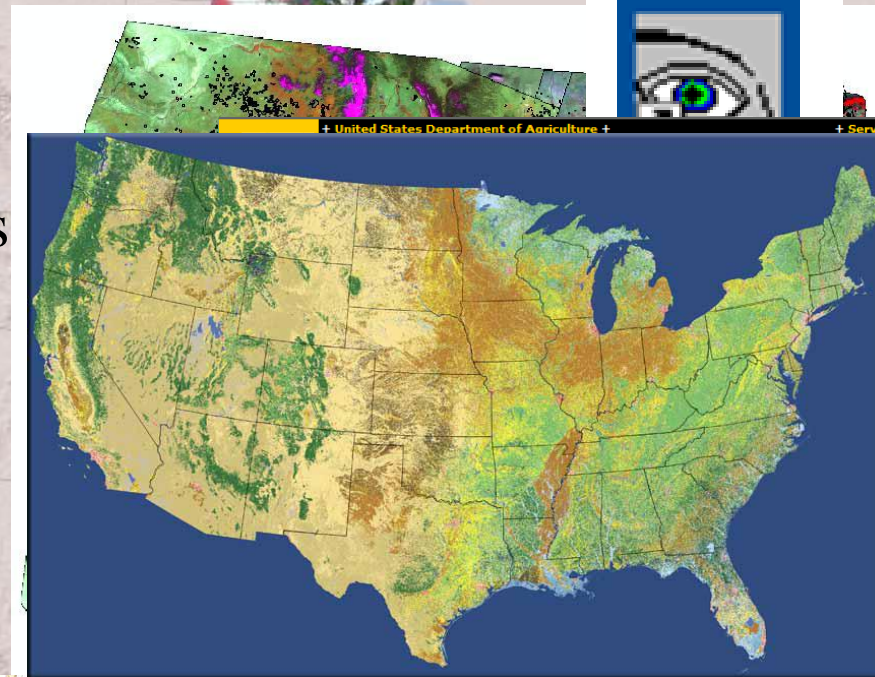 + United States Department of Agriculture + + Serv
s